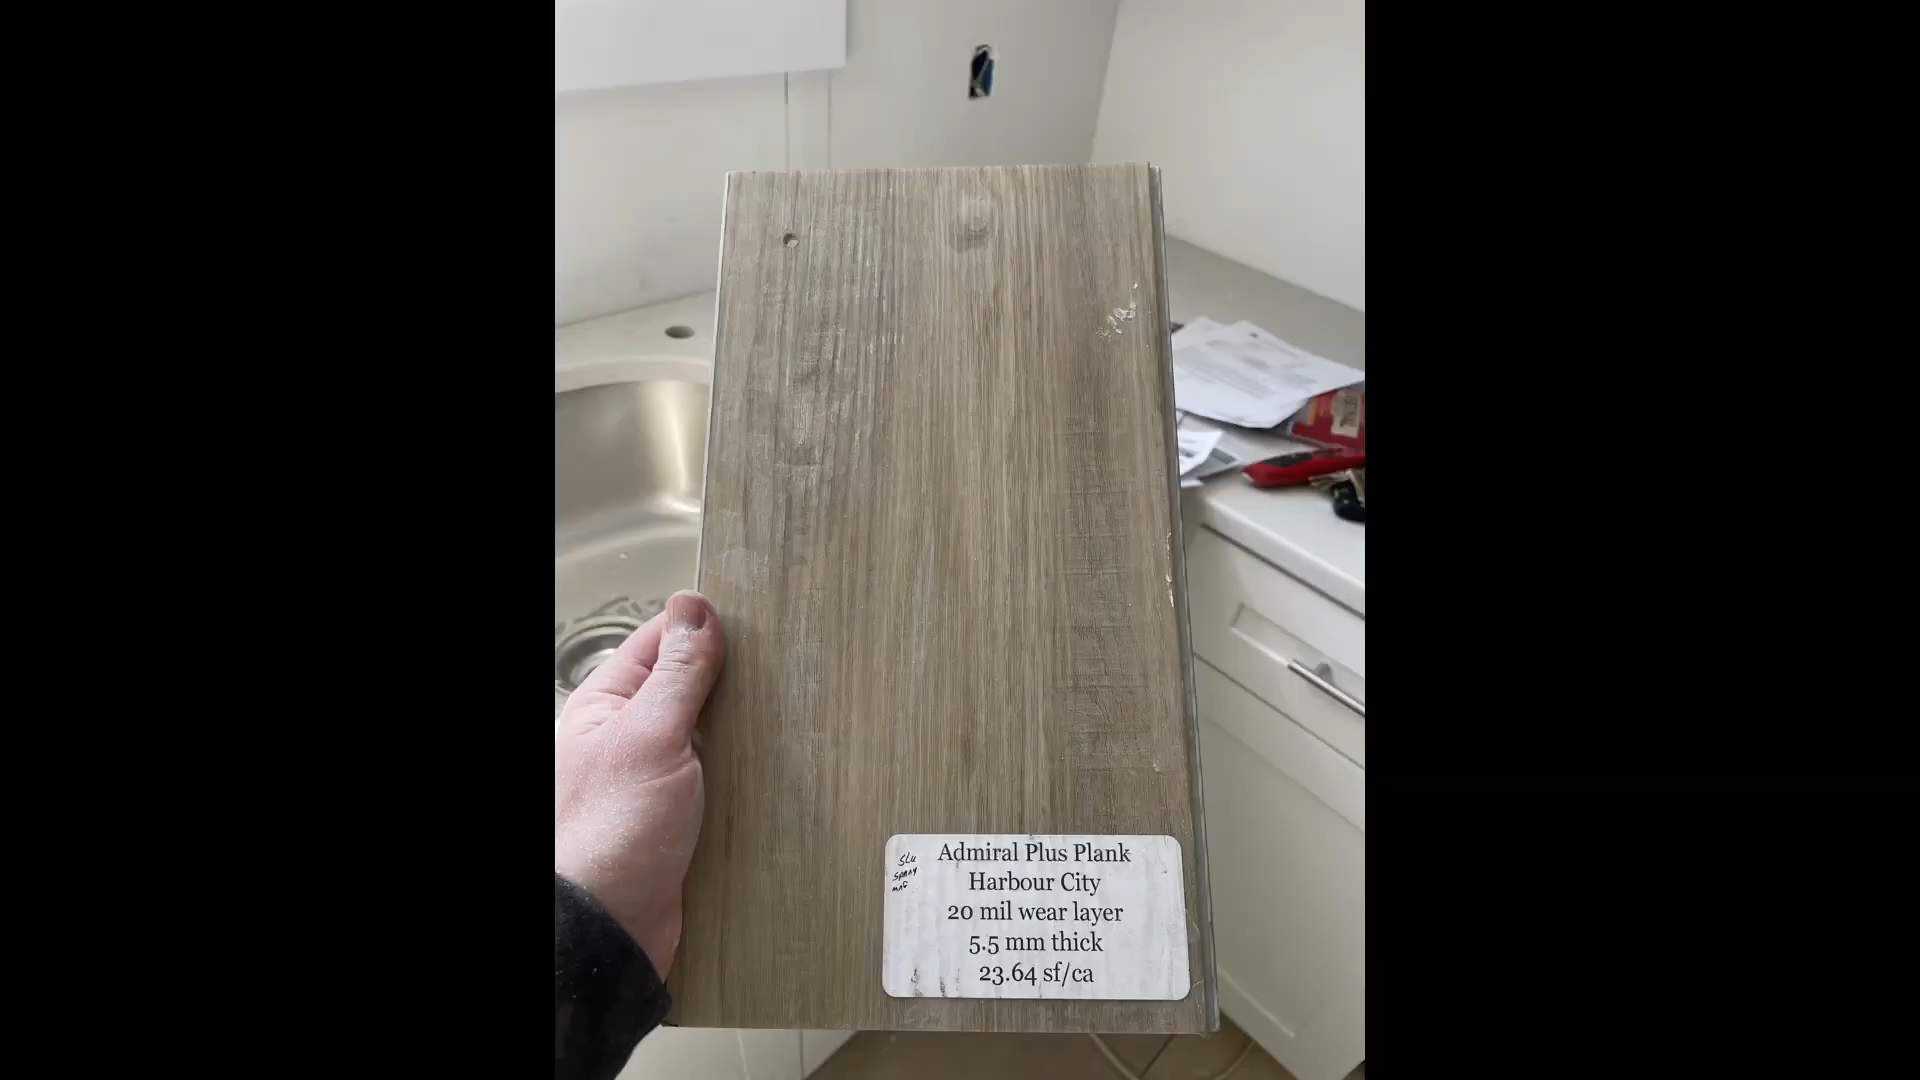 Admiral Plus Plank
Harbour City
20 mil wear layer
5.5 mm thick
23.64 sf/ca